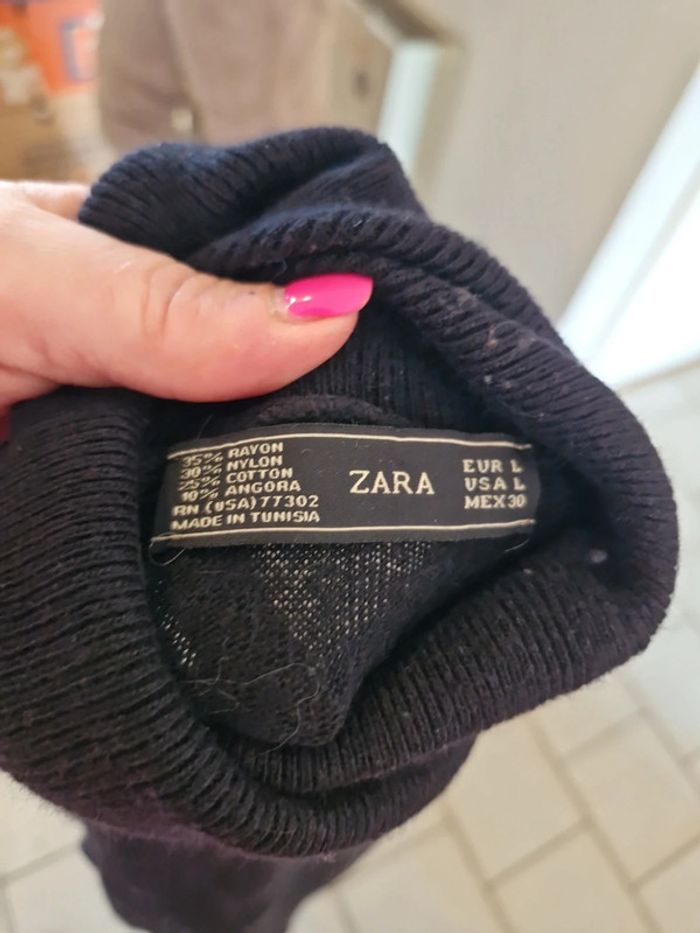 35% RAYON
30% NYLON
25% COTTON
10% ANGORA
RN (USA) 77302
MADE IN TUNISIA
ZARA
EUR L
USA L
MEX 30